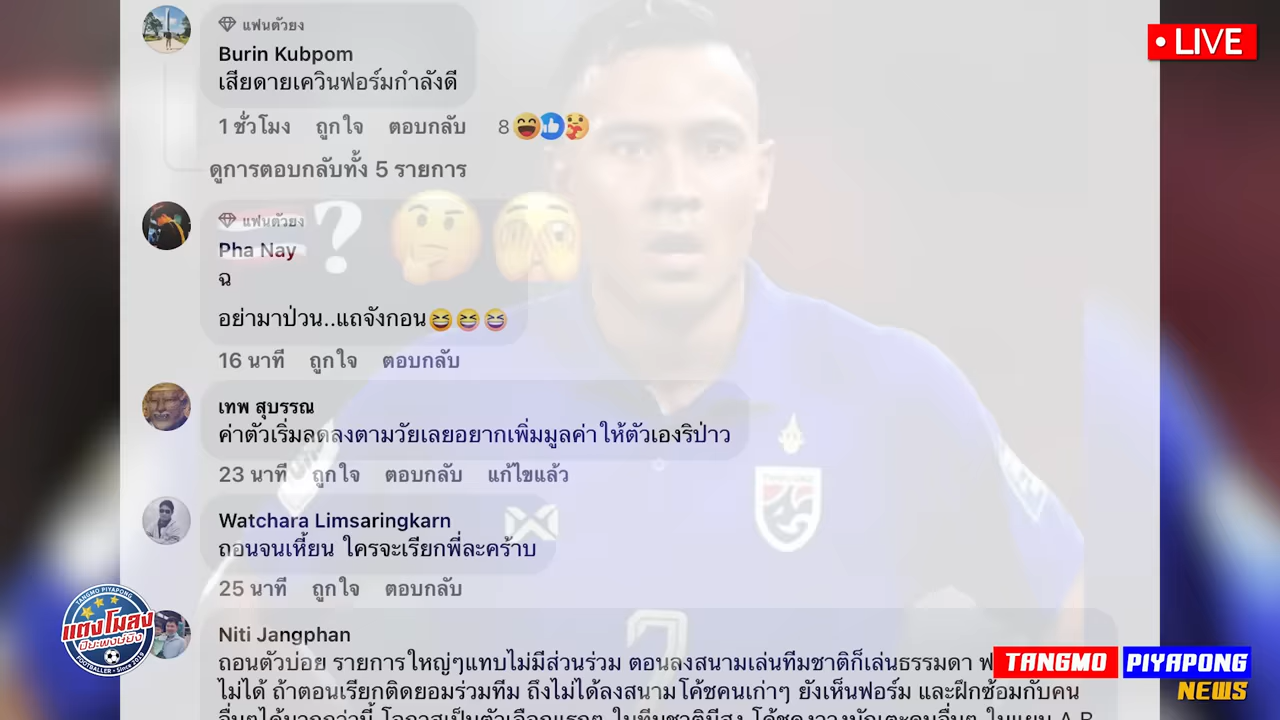 LIVE
แฟนตัวยง
Burin Kubpom
เสียดายเควินฟอร์มกำลังดี
1 ชั่วโมง ถูกใจ ตอบกลับ 8
ดูการตอบกลับทั้ง 5 รายการ
แฟนตัวยง
?
Pha Nay
ฉ
อย่ามาป่วน..แถจังกอน😆😆😆
16 นาที ถูกใจ ตอบกลับ
เทพ สุบรรณ
ค่าตัวเริ่มลดลงตามวัยเลยอยากเพิ่มมูลค่าให้ตัวเองริป่าว
23 นาที ถูกใจ ตอบกลับ แก้ไขแล้ว
Watchara Limsaringkarn
ถอนจนเหี้ยน ใครจะเรียกพี่ละคร้าบ
25 นาที ถูกใจ ตอบกลับ
Niti Jangphan
ถอนตัวบ่อย รายการใหญ่ๆแทบไม่มีส่วนร่วม ตอนลงสนามเล่นทีมชาติก็เล่นธรรมดา
ไม่ได้ ถ้าตอนเรียกติดยอมร่วมทีม ถึงไม่ได้ลงสนามโค้ชคนเก่าๆ ยังเห็นฟอร์ม และฝึกซ้อมกับคน
TANGMO PIYAPONG
แตงโมลง
ปิยะพงษ์ยิง
FOOTBALLER
TANGMO PIYAPONG
NEWS